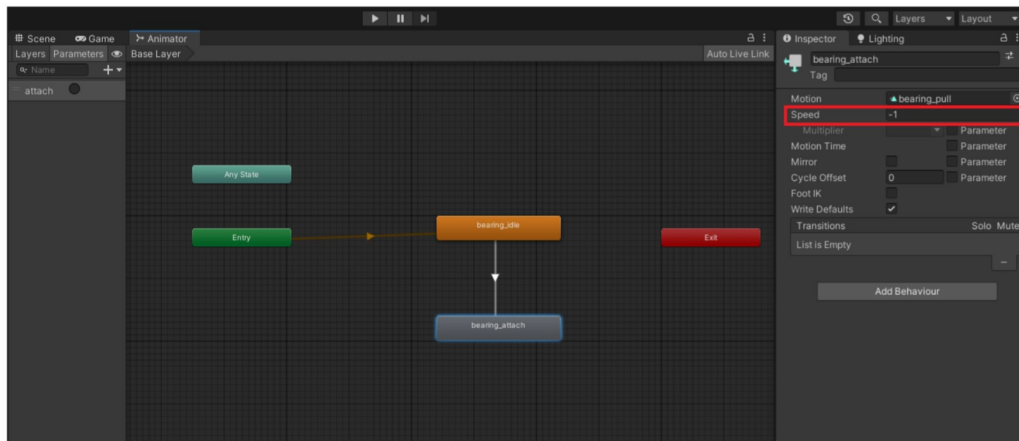 Layers Layout
Scene Game Animator Inspector Lighting
Layers Parameters Base Layer Auto Live Link
Name
attach
bearing_attach
Tag
Motion bearing_pull
Speed -1
Multiplier Parameter
Motion Time Parameter
Mirror Parameter
Cycle Offset 0 Parameter
Foot IK
Write Defaults
Transitions Solo Mute
List is Empty
Add Behaviour
Any State
bearing_idle
Entry
Exit
bearing_attach